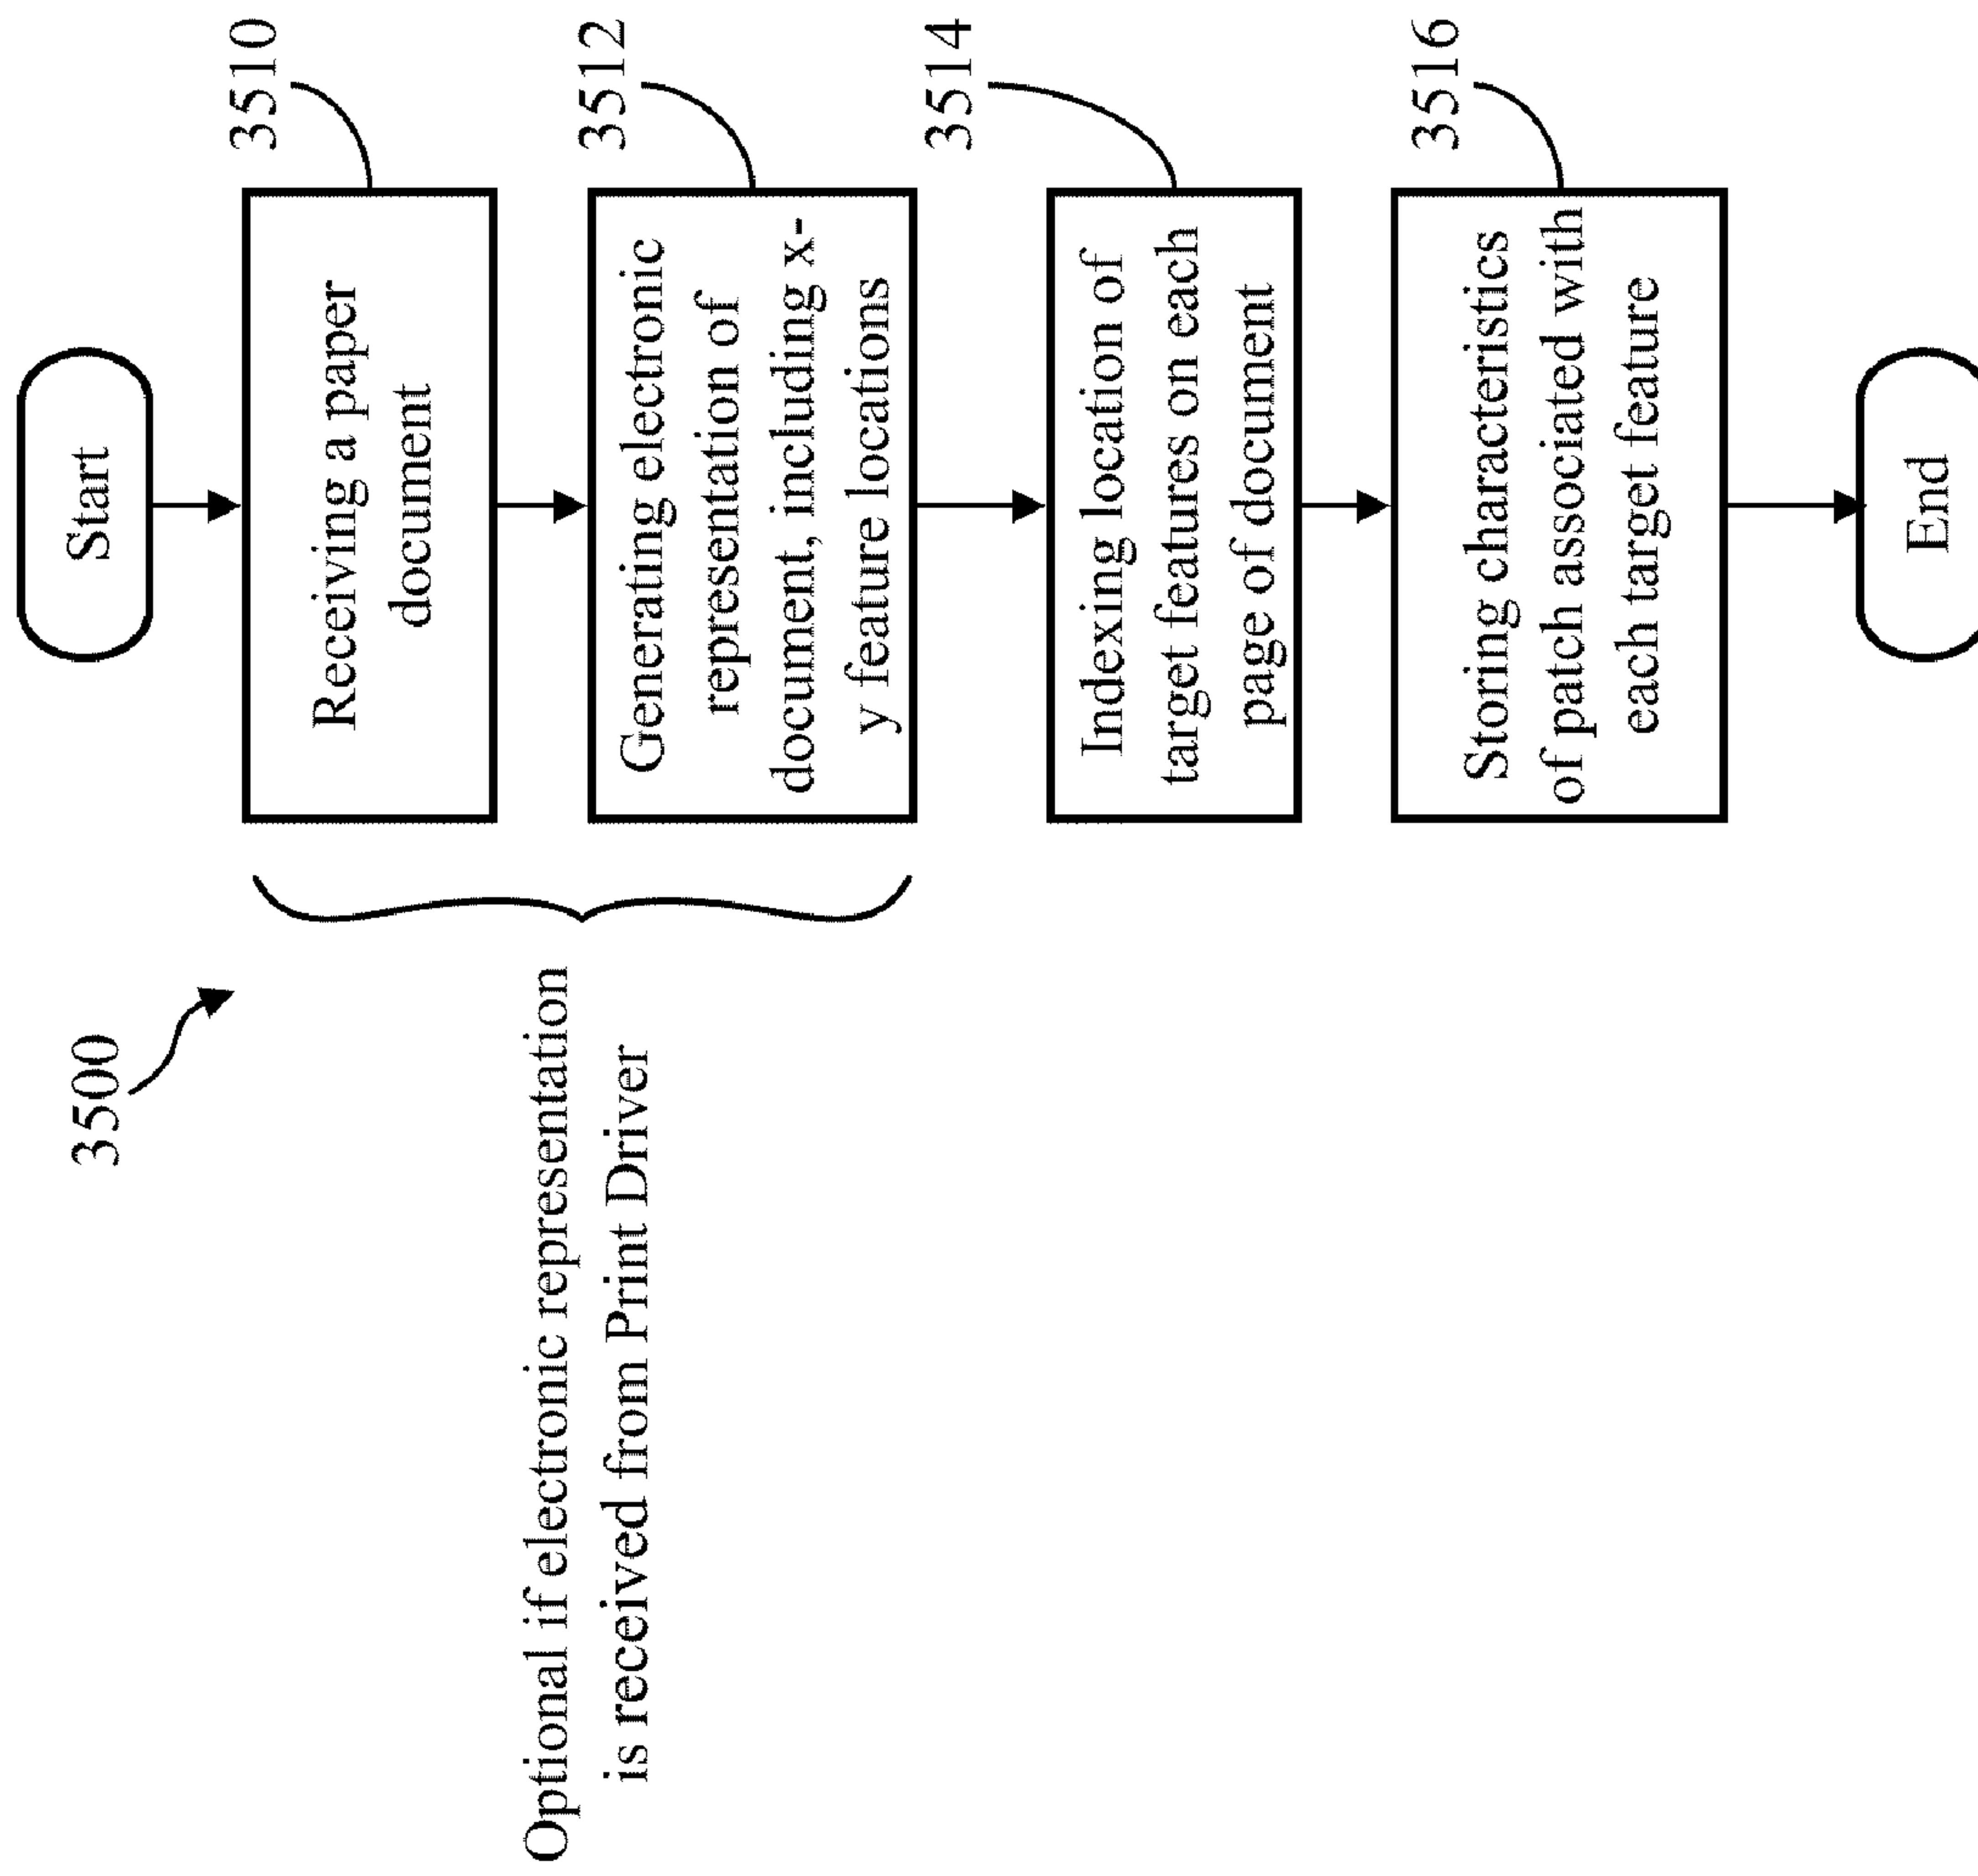 3500
Start
3510
Receiving a paper
document
3512
Generating electronic
representation of
document, including x-
y feature locations
Optional if electronic representation
is received from Print Driver
3514
Indexing location of
target features on each
page of document
3516
Storing characteristics
of patch associated with
each target feature
End